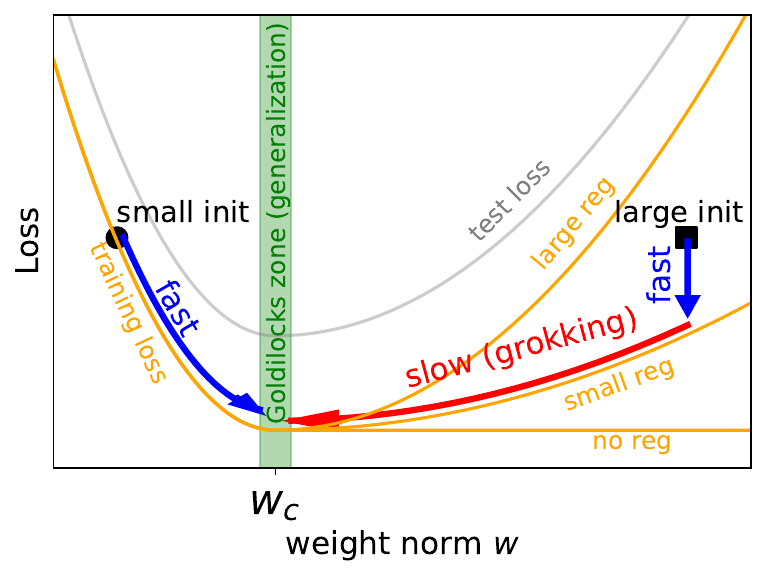 Goldilocks zone (generalization)
test loss
large reg
small init
large init
fast
fast
training loss
slow (grokking)
small reg
no reg
Loss
w_c
weight norm w